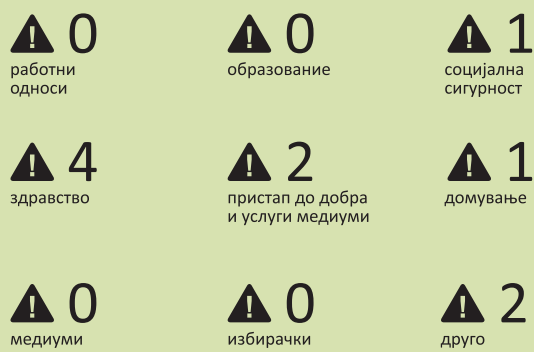 0
работни
односи
0
образование
1
социјална
сигурност
4
здравство
2
пристап до добра
и услуги медиуми
1
домување
0
медиуми
0
избирачки
2
друго